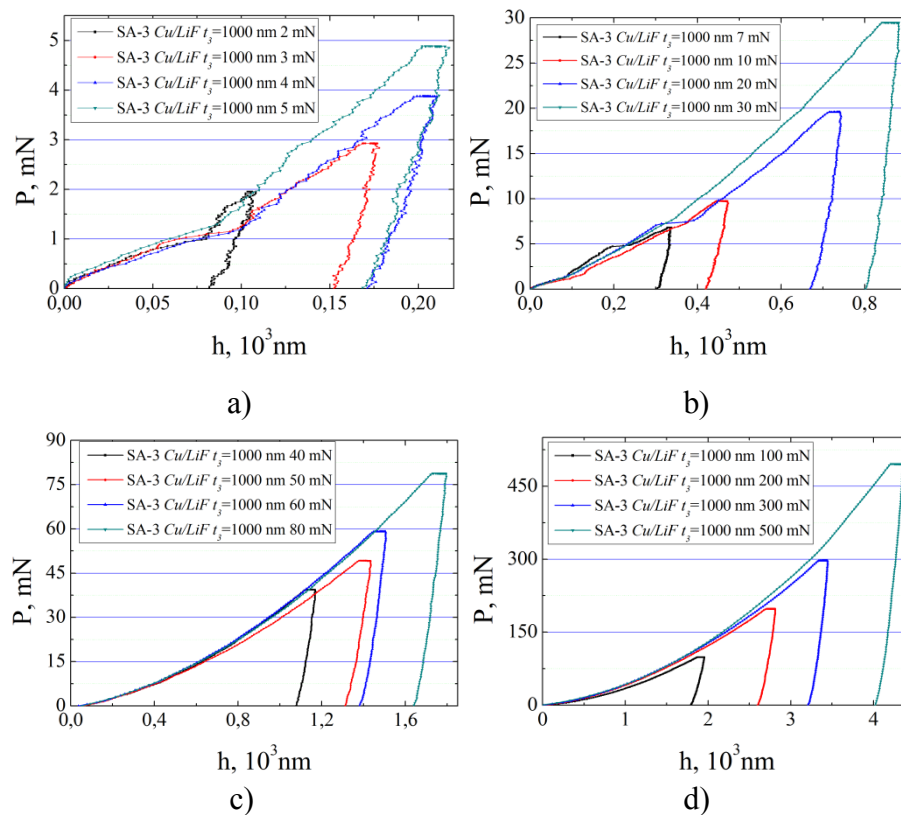 SA-3 Cu/LiF t₃=1000 nm 2 mN
SA-3 Cu/LiF t₃=1000 nm 3 mN
SA-3 Cu/LiF t₃=1000 nm 4 mN
SA-3 Cu/LiF t₃=1000 nm 5 mN
5
4
3
2
1
0
P, mN
0,00
0,05
0,10
0,15
0,20
h, 10³nm
a)
SA-3 Cu/LiF t₃=1000 nm 7 mN
SA-3 Cu/LiF t₃=1000 nm 10 mN
SA-3 Cu/LiF t₃=1000 nm 20 mN
SA-3 Cu/LiF t₃=1000 nm 30 mN
30
25
20
15
10
5
0
P, mN
0,0
0,2
0,4
0,6
0,8
h, 10³nm
b)
SA-3 Cu/LiF t₃=1000 nm 40 mN
SA-3 Cu/LiF t₃=1000 nm 50 mN
SA-3 Cu/LiF t₃=1000 nm 60 mN
SA-3 Cu/LiF t₃=1000 nm 80 mN
90
75
60
45
30
15
0
P, mN
0,0
0,4
0,8
1,2
1,6
h, 10³nm
c)
SA-3 Cu/LiF t₃=1000 nm 100 mN
SA-3 Cu/LiF t₃=1000 nm 200 mN
SA-3 Cu/LiF t₃=1000 nm 300 mN
SA-3 Cu/LiF t₃=1000 nm 500 mN
450
300
150
0
P, mN
0
1
2
3
4
h, 10³nm
d)